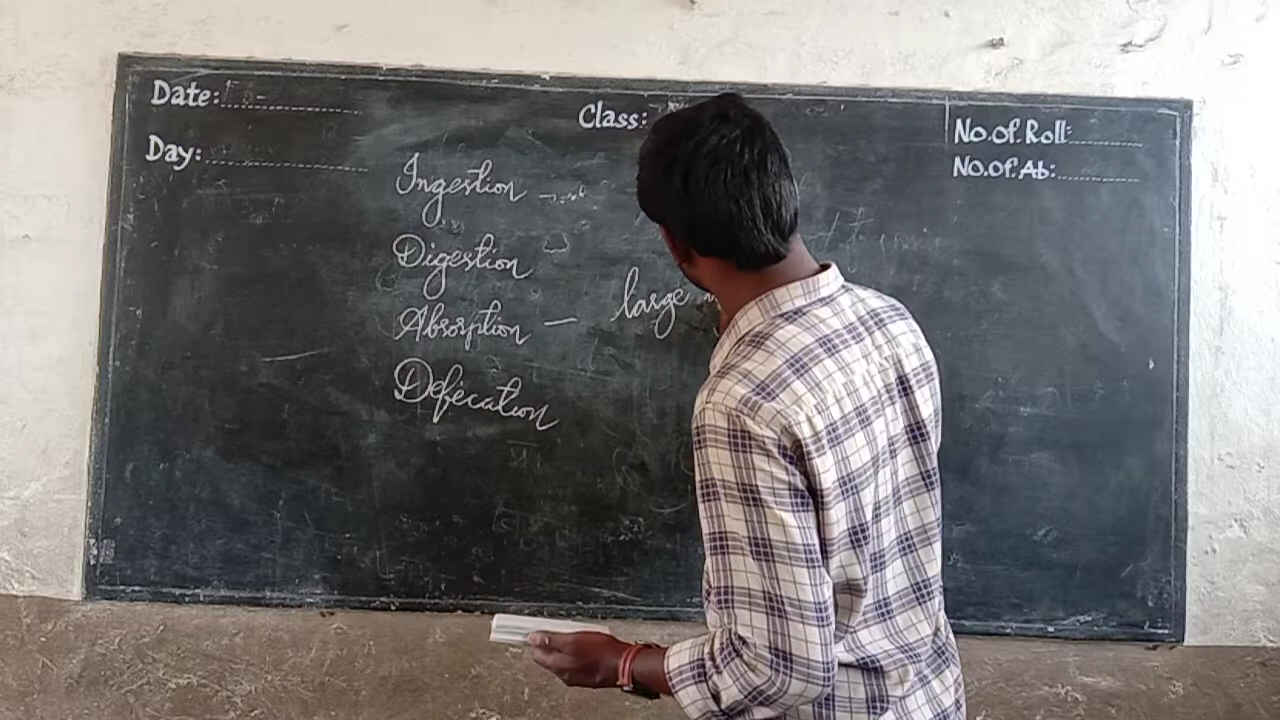 Date:
Class:
No.of.Roll:
Day:
No.of.Ab:
Ingestion
Digestion
Absorption — large
Defecation